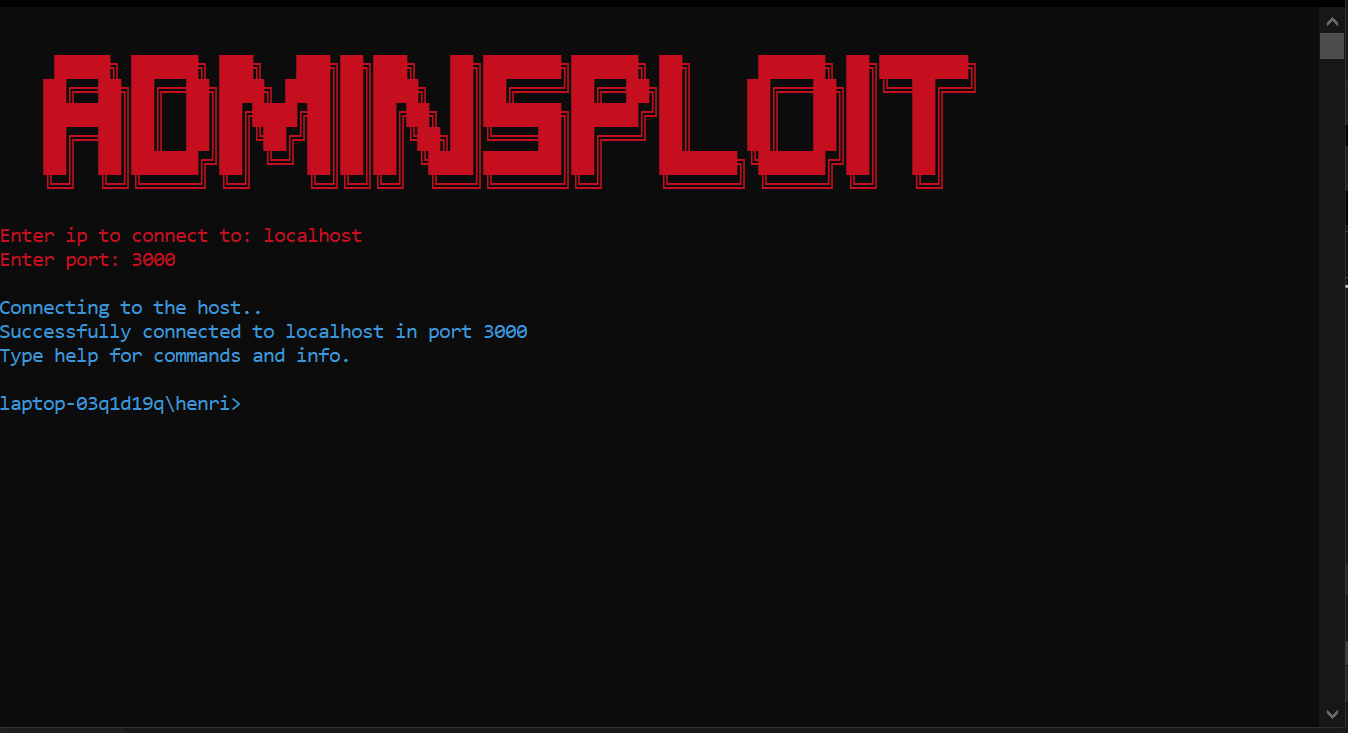 ADMINSPLOIT
Enter ip to connect to: localhost
Enter port: 3000
Connecting to the host..
Successfully connected to localhost in port 3000
Type help for commands and info.
laptop-03q1d19q\henri>